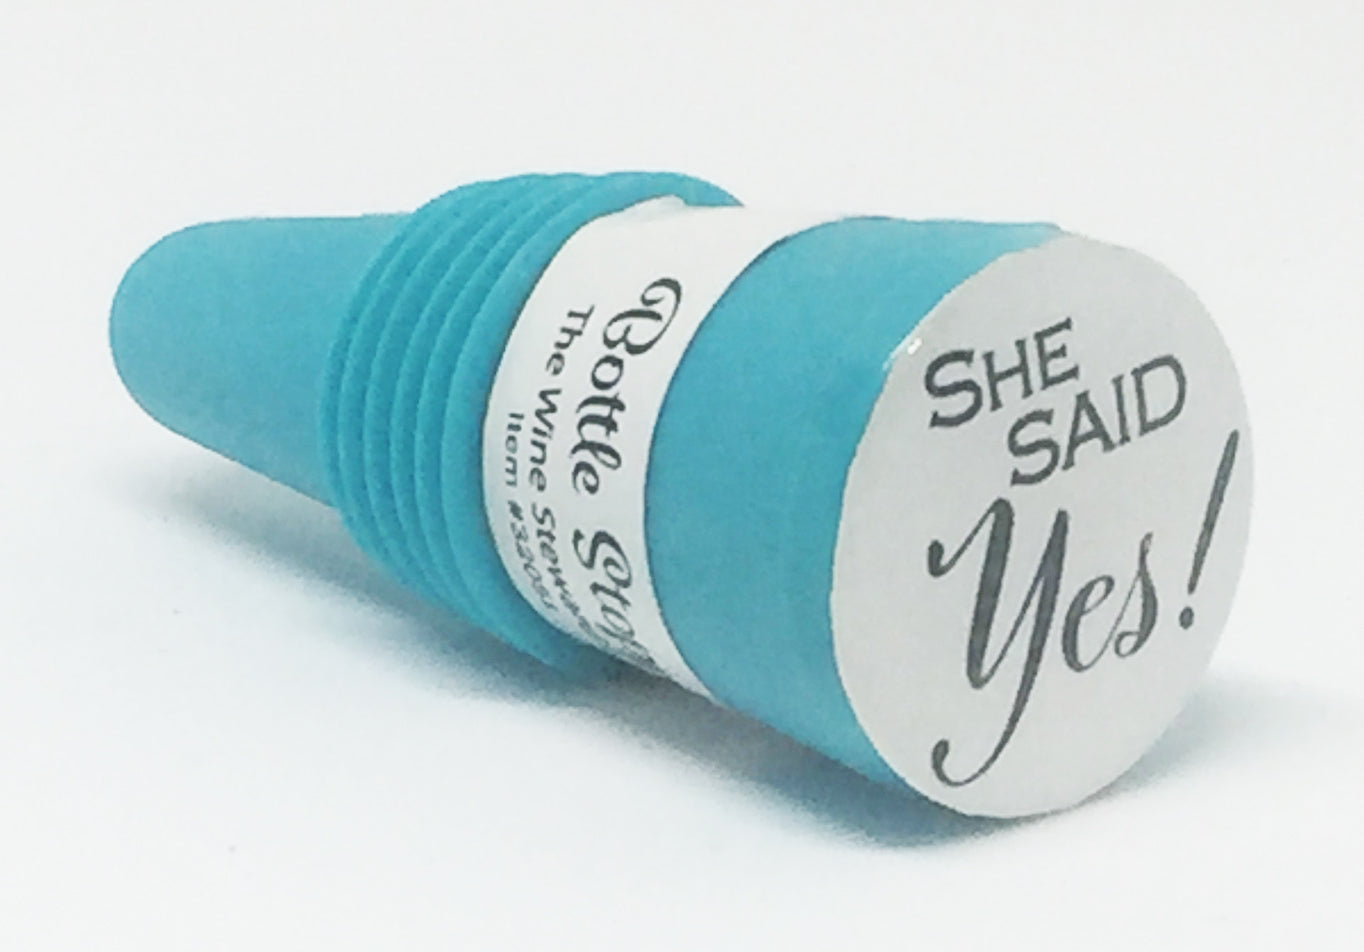 SHE
SAID
Yes!
Bottle
The Wine
Item